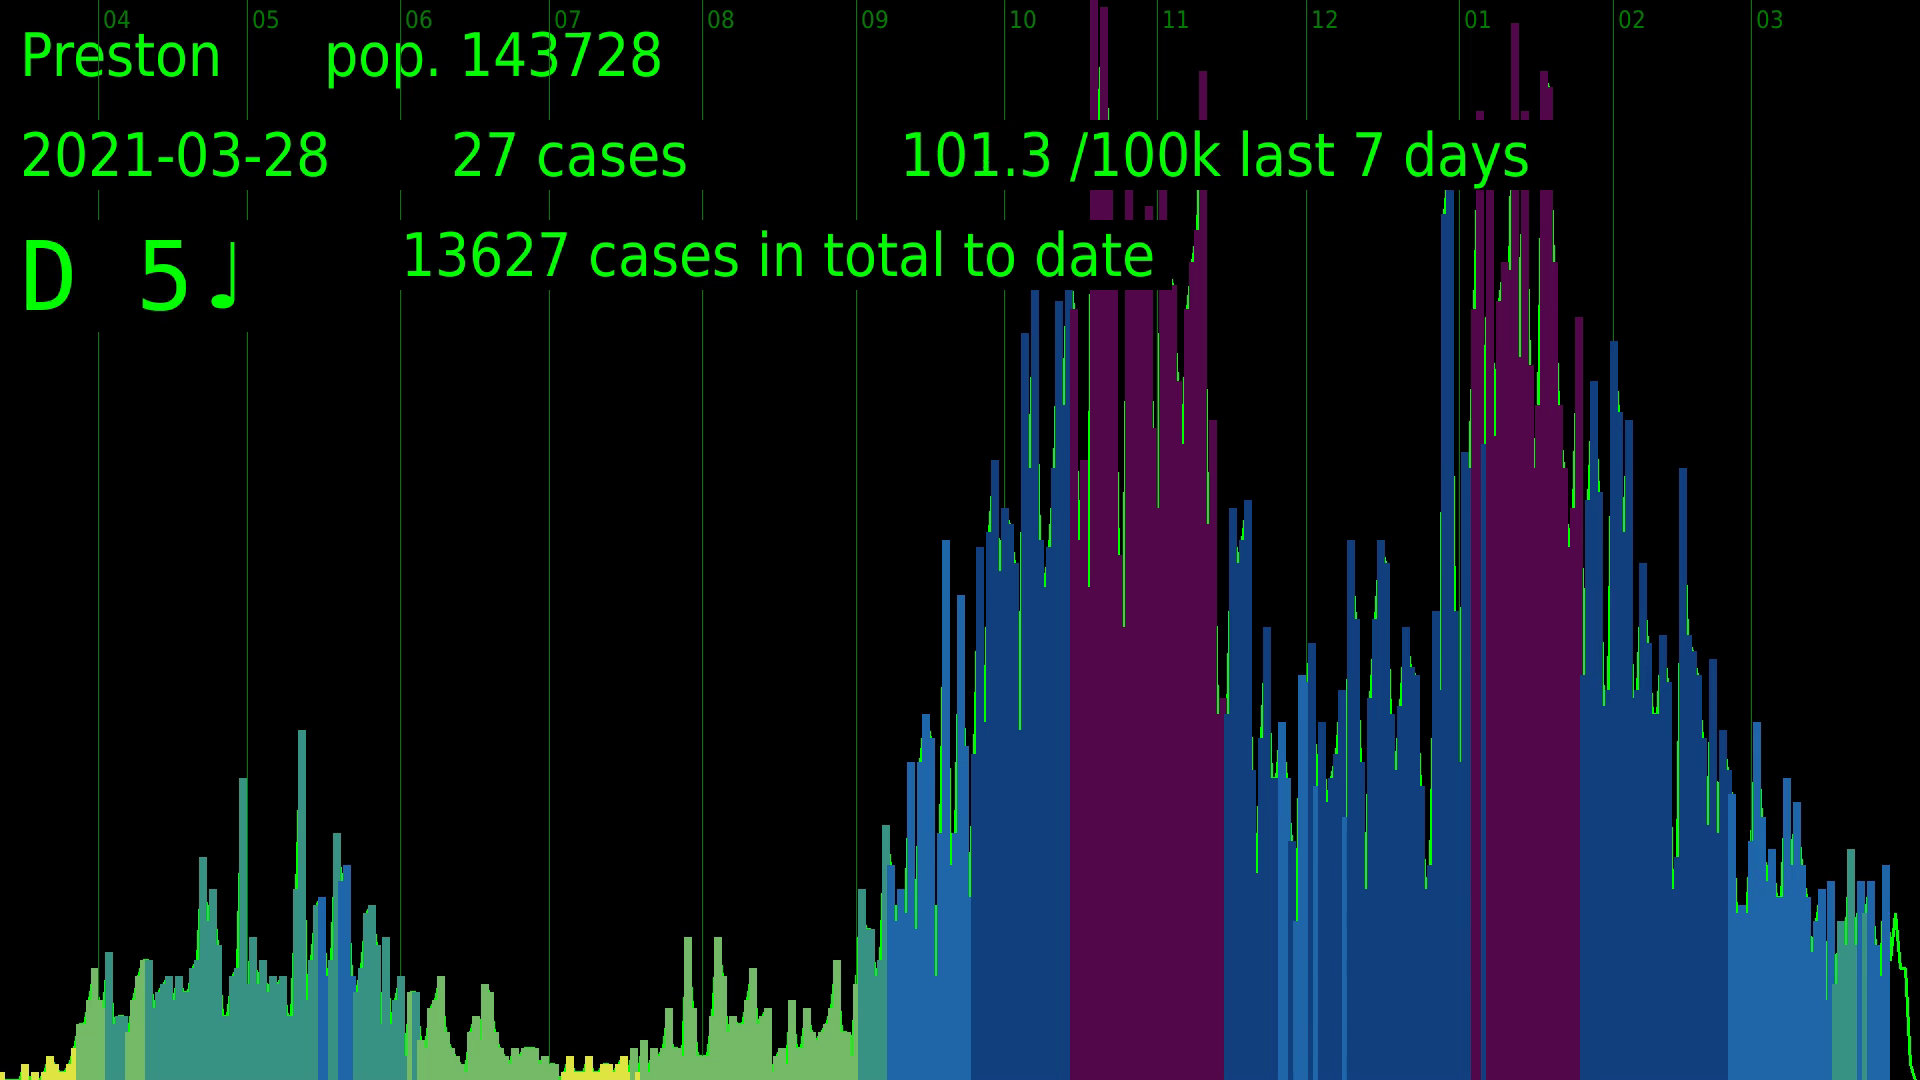 04 05 06 07 08 09 10 11 12 01 02 03
Preston pop. 143728
2021-03-28 27 cases 101.3 /100k last 7 days
D 5♩ 13627 cases in total to date